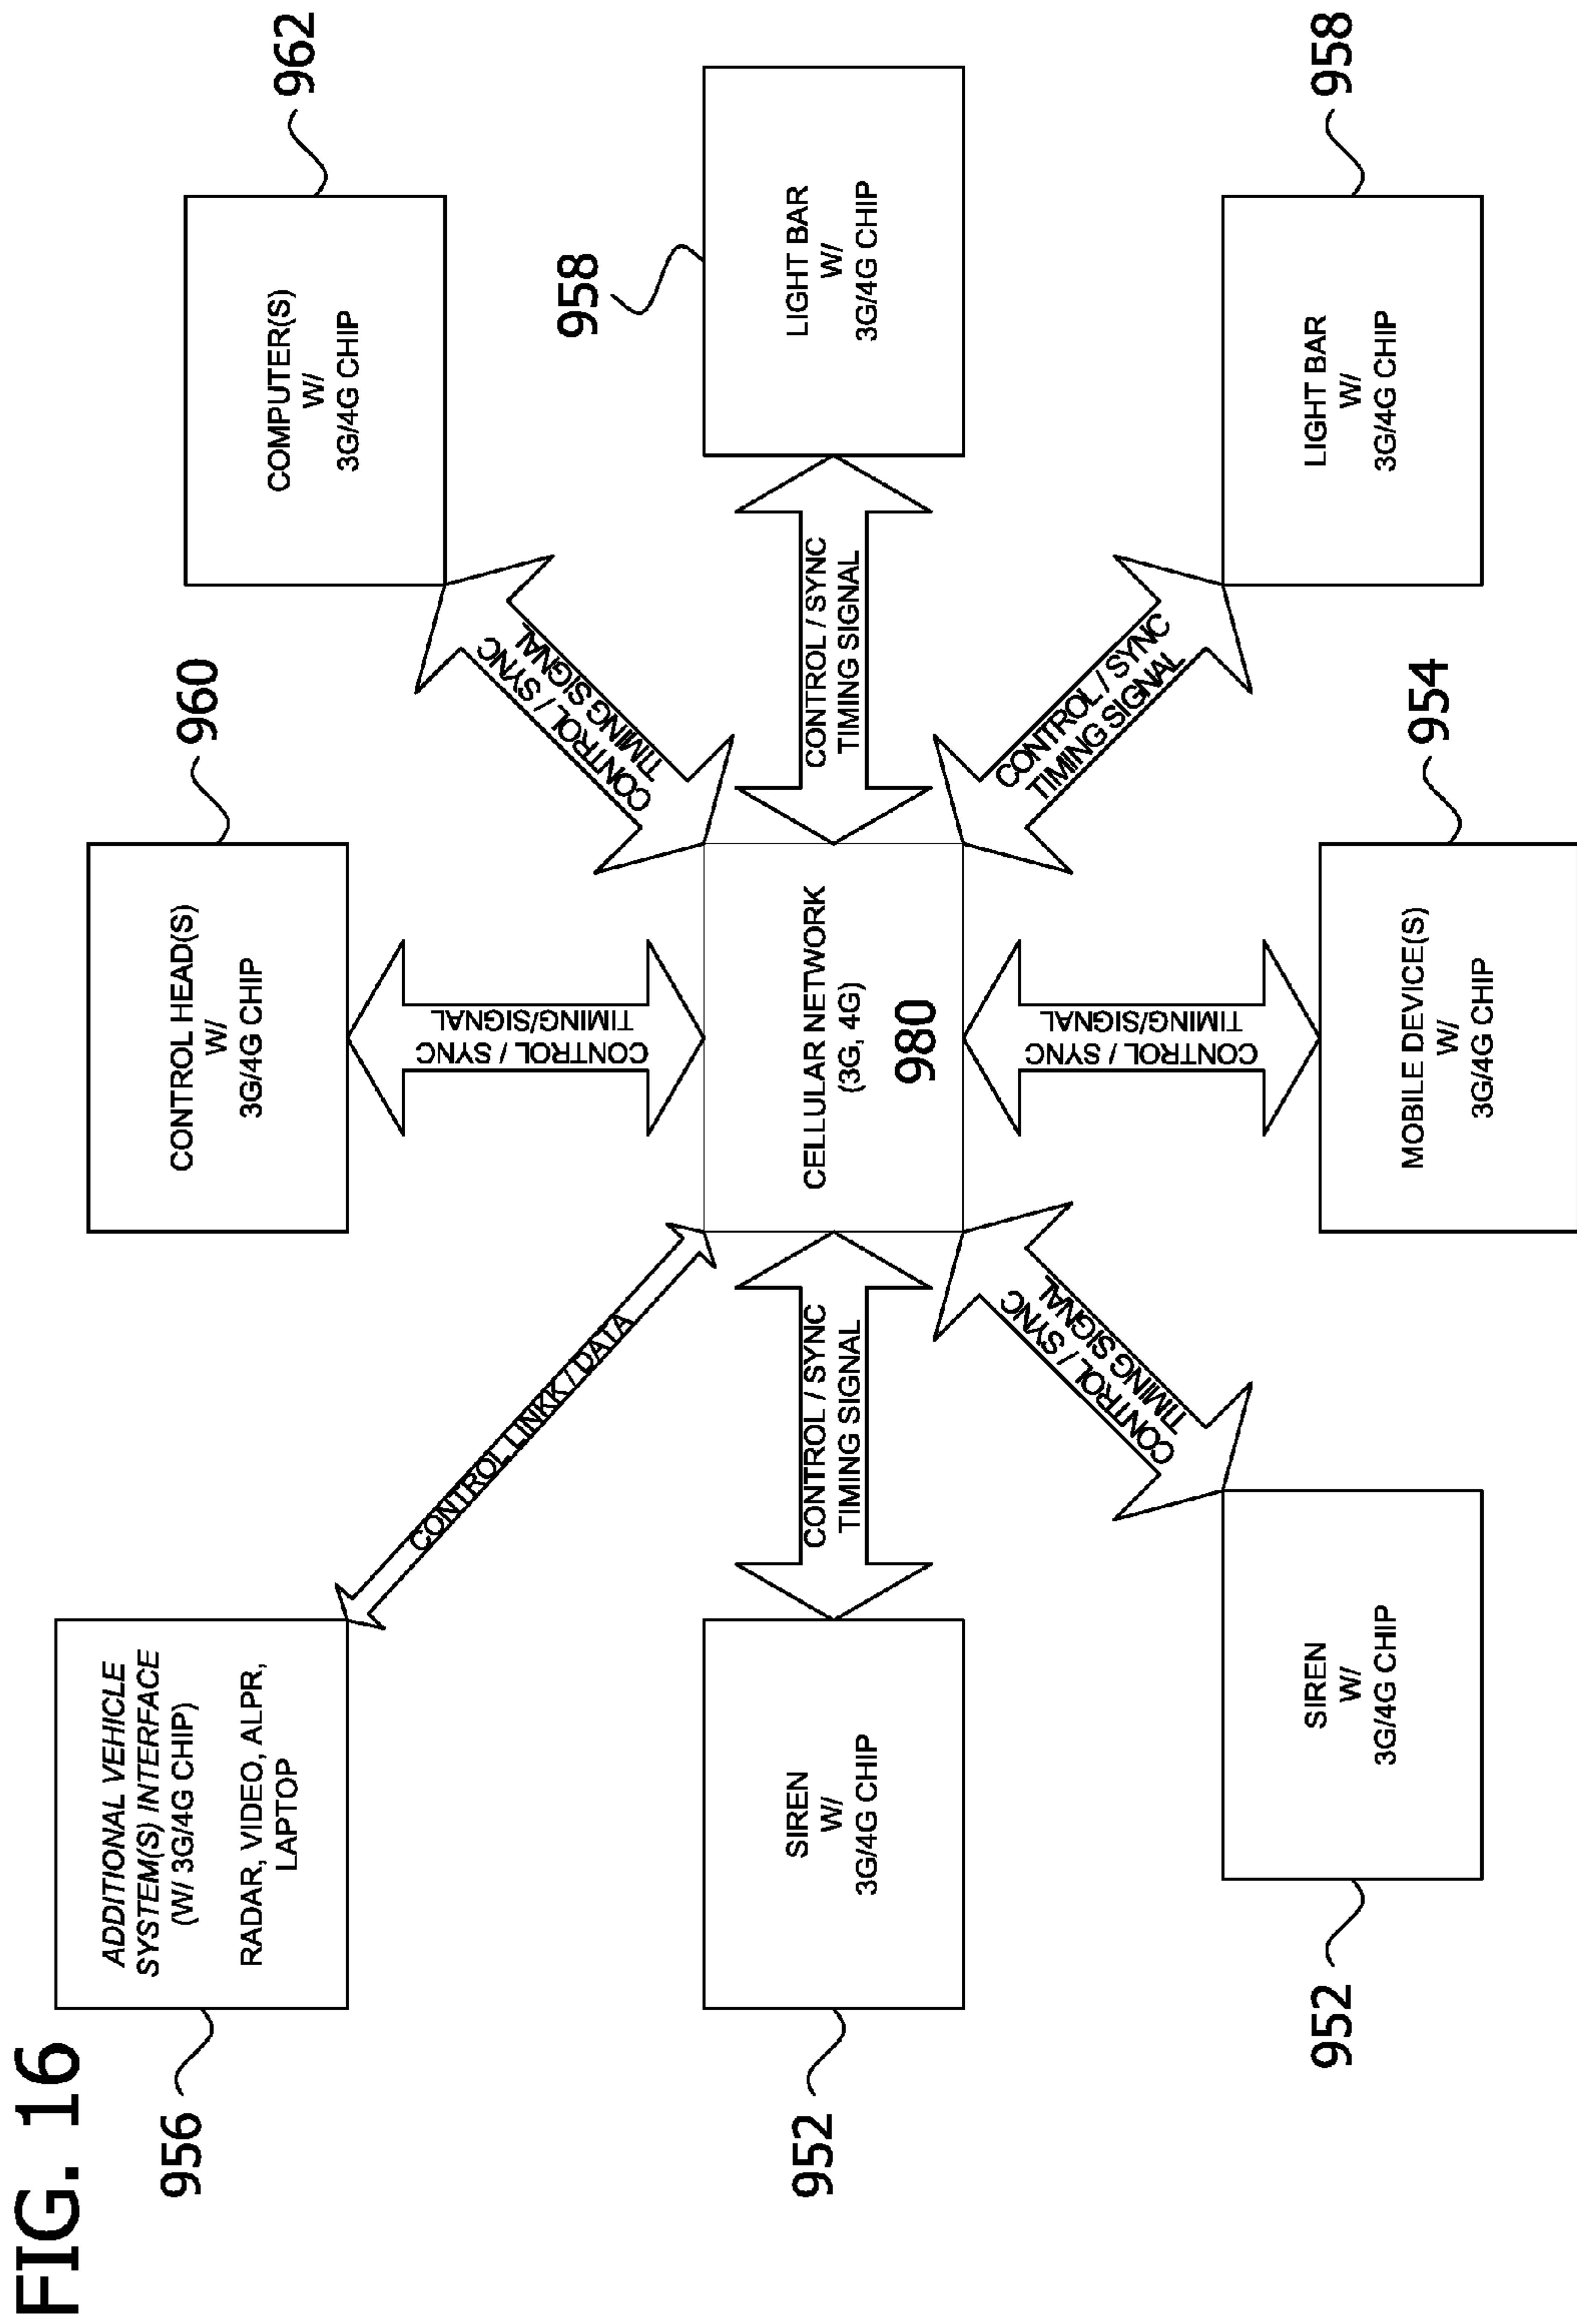 FIG. 16
956
ADDITIONAL VEHICLE
SYSTEM(S) INTERFACE
(W/ 3G/4G CHIP)
RADAR, VIDEO, ALPR,
LAPTOP
CONTROL LINKK / DATA
960
CONTROL HEAD(S)
W/
3G/4G CHIP
CONTROL / SYNC
TIMING/SIGNAL
962
COMPUTER(S)
W/
3G/4G CHIP
CONTROL / SYNC
TIMING SIGNAL
952
SIREN
W/
3G/4G CHIP
CONTROL / SYNC
TIMING SIGNAL
CELLULAR NETWORK
(3G, 4G)
980
CONTROL / SYNC
TIMING SIGNAL
958
LIGHT BAR
W/
3G/4G CHIP
952
SIREN
W/
3G/4G CHIP
CONTROL / SYNC
TIMING SIGNAL
CONTROL / SYNC
TIMING/SIGNAL
954
MOBILE DEVICE(S)
W/
3G/4G CHIP
CONTROL / SYNC
TIMING SIGNAL
958
LIGHT BAR
W/
3G/4G CHIP